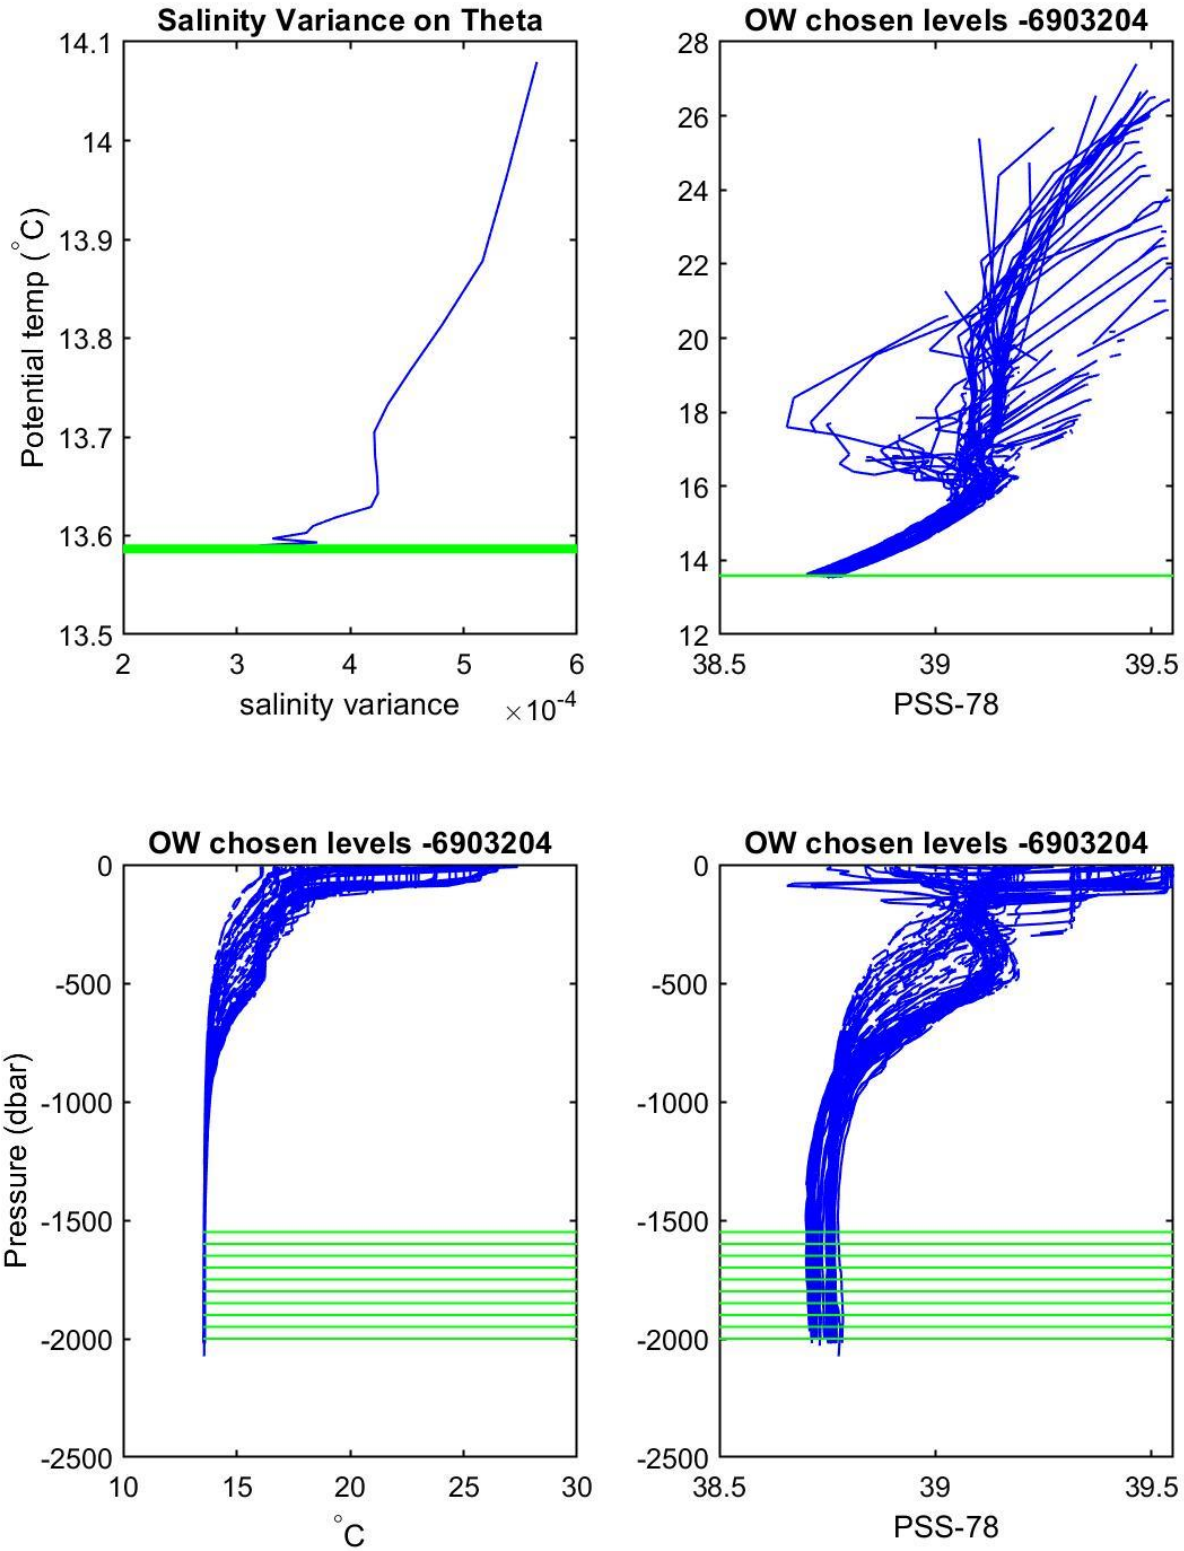 Salinity Variance on Theta
14.1
14
13.9
13.8
13.7
13.6
13.5
Potential temp (°C)
2 3 4 5 6
salinity variance ×10-4
OW chosen levels -6903204
28
26
24
22
20
18
16
14
12
38.5 39 39.5
PSS-78
OW chosen levels -6903204
0
-500
-1000
-1500
-2000
-2500
Pressure (dbar)
10 15 20 25 30
°C
OW chosen levels -6903204
0
-500
-1000
-1500
-2000
-2500
38.5 39 39.5
PSS-78